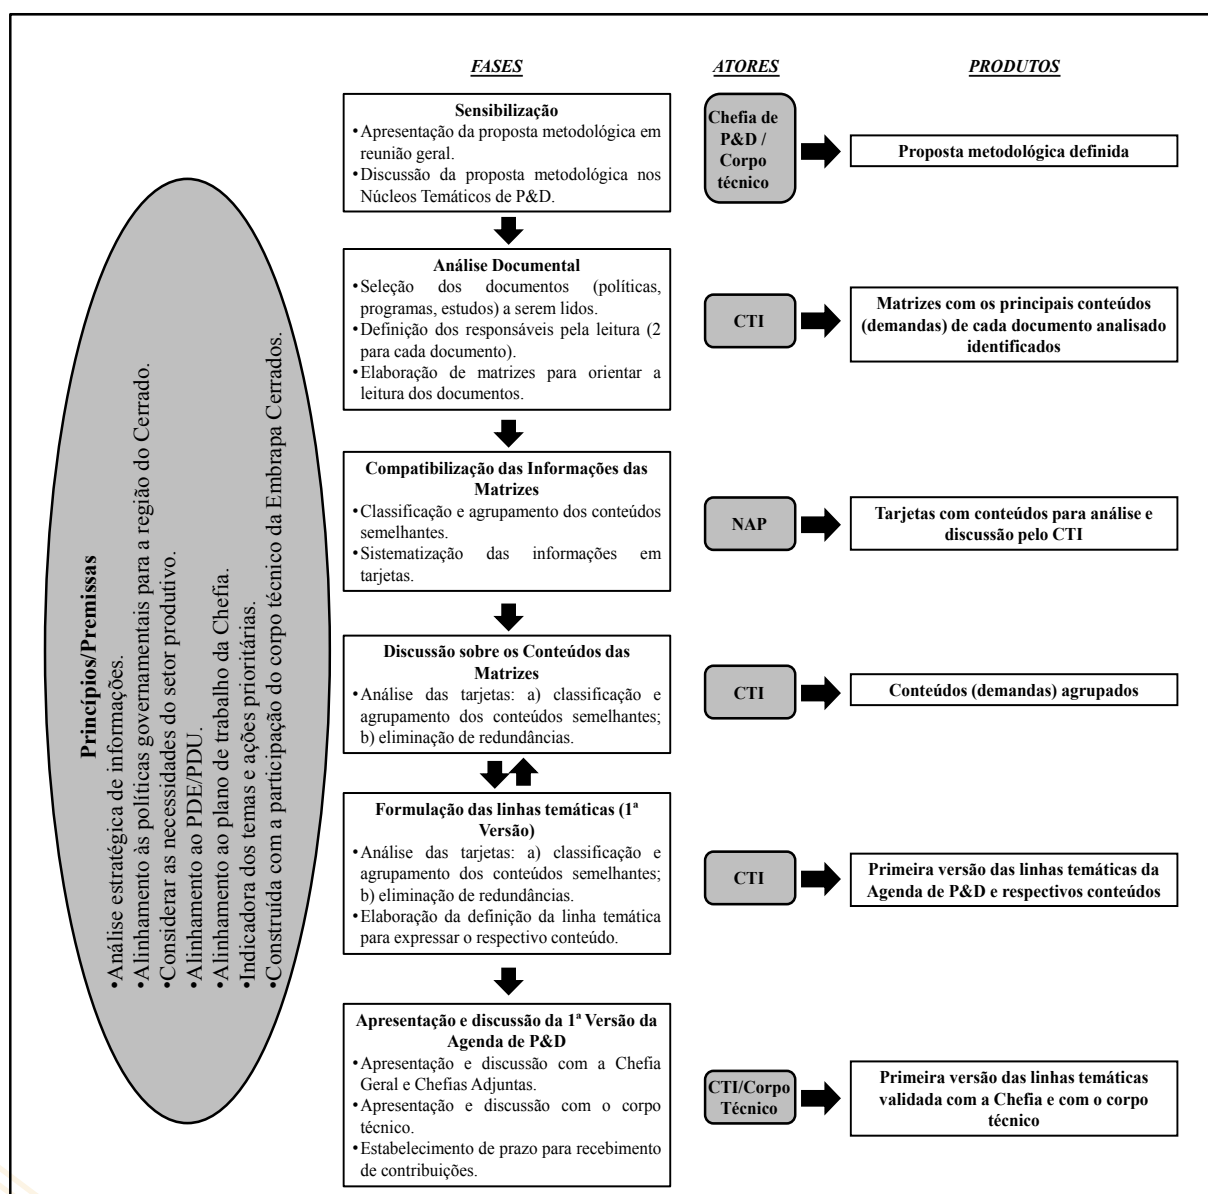 FASES
ATORES
PRODUTOS
Princípios/Premissas
•Análise estratégica de informações.
•Alinhamento às políticas governamentais para a região do Cerrado.
•Considerar as necessidades do setor produtivo.
•Alinhamento ao PDE/PDU.
•Alinhamento ao plano de trabalho da Chefia.
•Indicadora dos temas e ações prioritárias.
•Construída com a participação do corpo técnico da Embrapa Cerrados.
Sensibilização
•Apresentação da proposta metodológica em
reunião geral.
•Discussão da proposta metodológica nos
Núcleos Temáticos de P&D.
Chefia de
P&D /
Corpo
técnico
Proposta metodológica definida
Análise Documental
•Seleção dos documentos (políticas,
programas, estudos) a serem lidos.
•Definição dos responsáveis pela leitura (2
para cada documento).
•Elaboração de matrizes para orientar a
leitura dos documentos.
CTI
Matrizes com os principais conteúdos
(demandas) de cada documento analisado
identificados
Compatibilização das Informações das
Matrizes
•Classificação e agrupamento dos conteúdos
semelhantes.
•Sistematização das informações em
tarjetas.
NAP
Tarjetas com conteúdos para análise e
discussão pelo CTI
Discussão sobre os Conteúdos das
Matrizes
•Análise das tarjetas: a) classificação e
agrupamento dos conteúdos semelhantes;
b) eliminação de redundâncias.
CTI
Conteúdos (demandas) agrupados
Formulação das linhas temáticas (1ª
Versão)
•Análise das tarjetas: a) classificação e
agrupamento dos conteúdos semelhantes;
b) eliminação de redundâncias.
•Elaboração da definição da linha temática
para expressar o respectivo conteúdo.
CTI
Primeira versão das linhas temáticas da
Agenda de P&D e respectivos conteúdos
Apresentação e discussão da 1ª Versão da
Agenda de P&D
•Apresentação e discussão com a Chefia
Geral e Chefias Adjuntas.
•Apresentação e discussão com o corpo
técnico.
•Estabelecimento de prazo para recebimento
de contribuições.
CTI/Corpo
Técnico
Primeira versão das linhas temáticas
validada com a Chefia e com o corpo
técnico